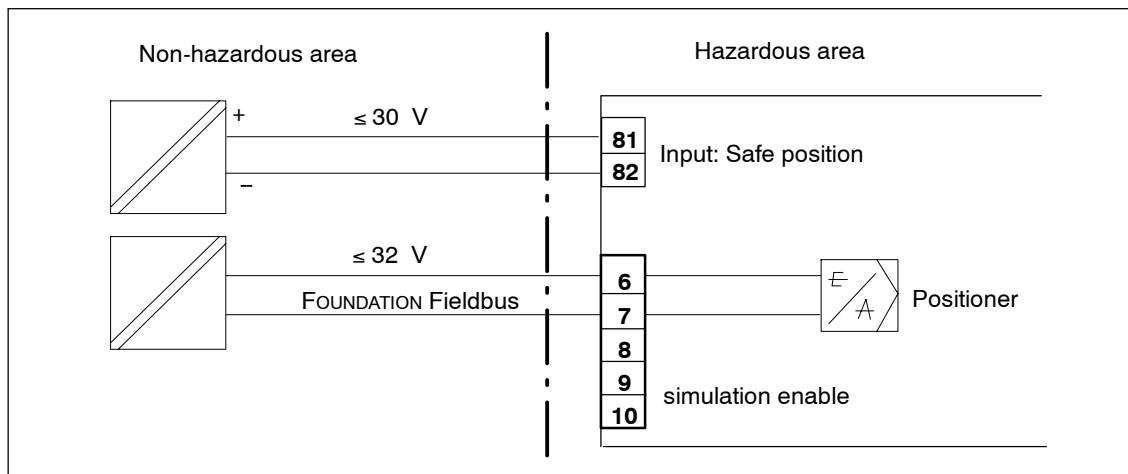 Non-hazardous area
Hazardous area
+
≤ 30 V
81
Input: Safe position
82
–
≤ 32 V
6
E
Positioner
FOUNDATION Fieldbus
7
A
8
9
simulation enable
10